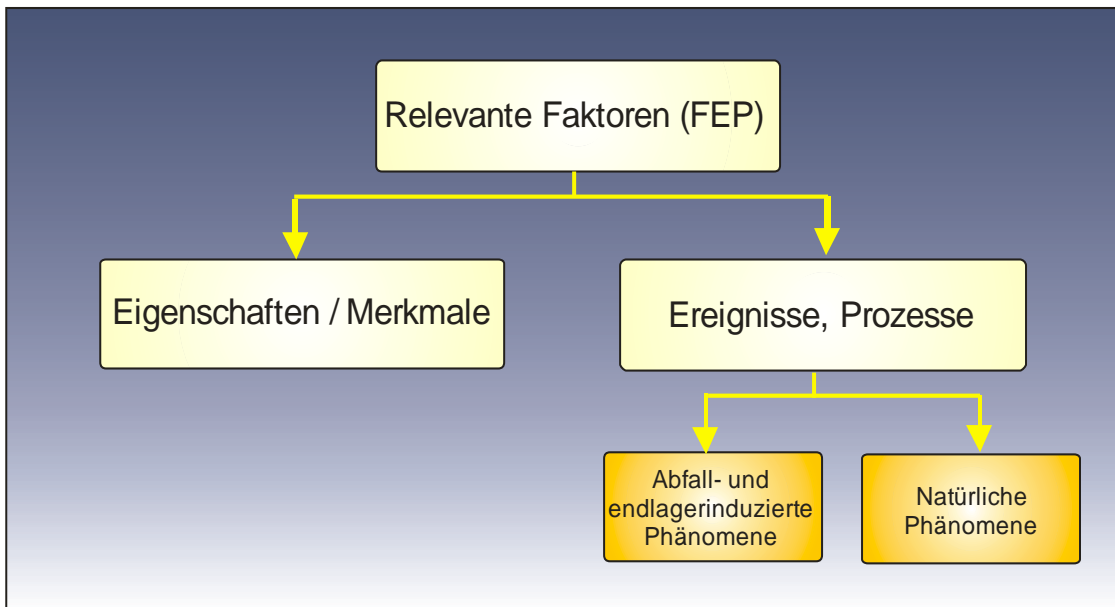 Relevante Faktoren (FEP)
Eigenschaften / Merkmale
Ereignisse, Prozesse
Abfall- und
endlagerinduzierte
Phänomene
Natürliche
Phänomene